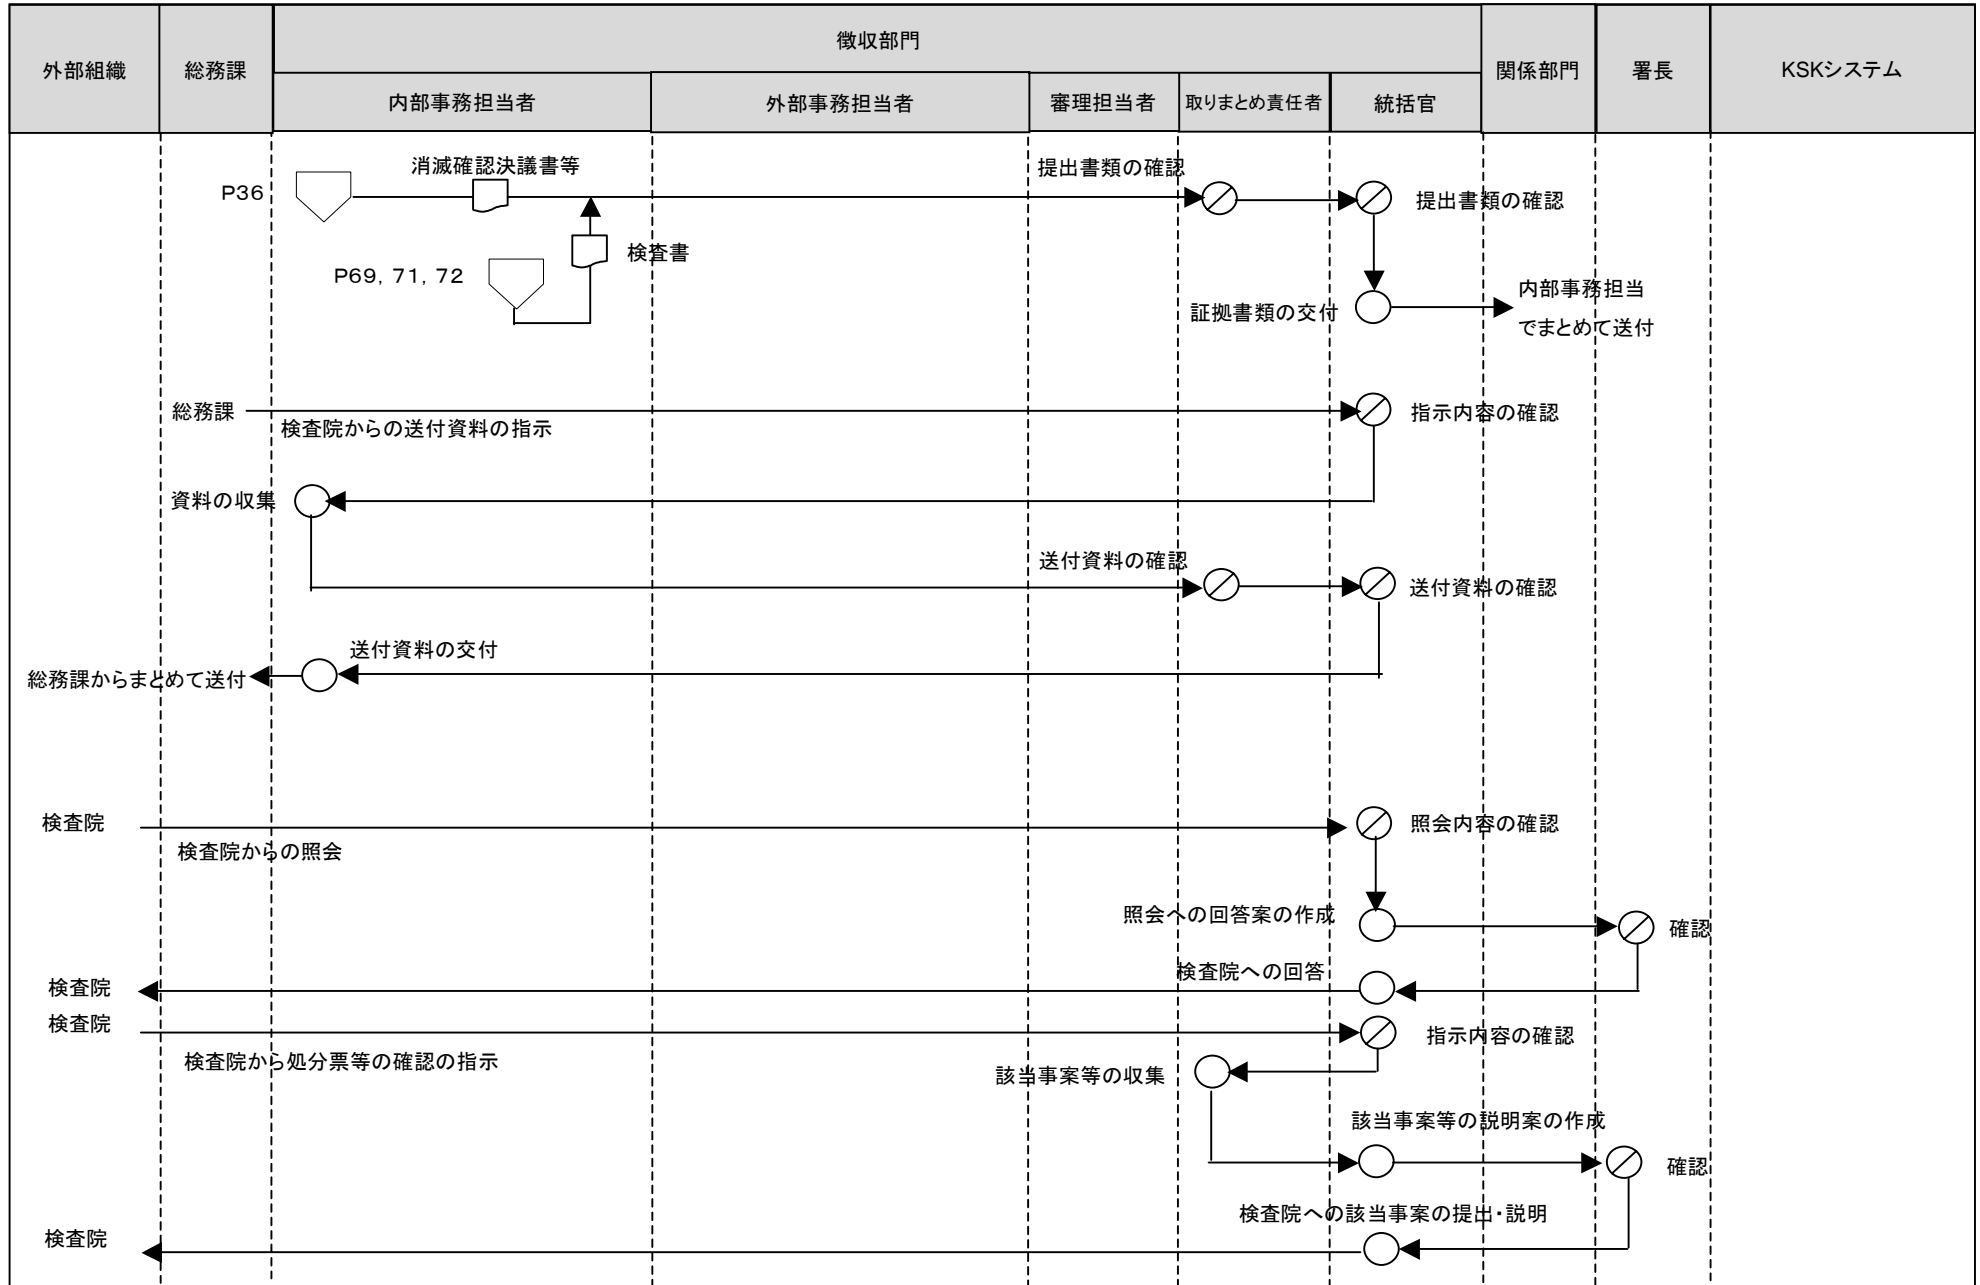 外部組織
総務課
徴収部門
関係部門
署長
KSKシステム
内部事務担当者
外部事務担当者
審理担当者
取りまとめ責任者
統括官
消滅確認決議書等
提出書類の確認
P36
提出書類の確認
検査書
P69, 71, 72
内部事務担当
でまとめて送付
証拠書類の交付
総務課
検査院からの送付資料の指示
指示内容の確認
資料の収集
送付資料の確認
送付資料の確認
送付資料の交付
総務課からまとめて送付
検査院
検査院からの照会
照会内容の確認
照会への回答案の作成
確認
検査院への回答
検査院
検査院
検査院から処分票等の確認の指示
指示内容の確認
該当事案等の収集
該当事案等の説明案の作成
確認
検査院への該当事案の提出・説明
検査院